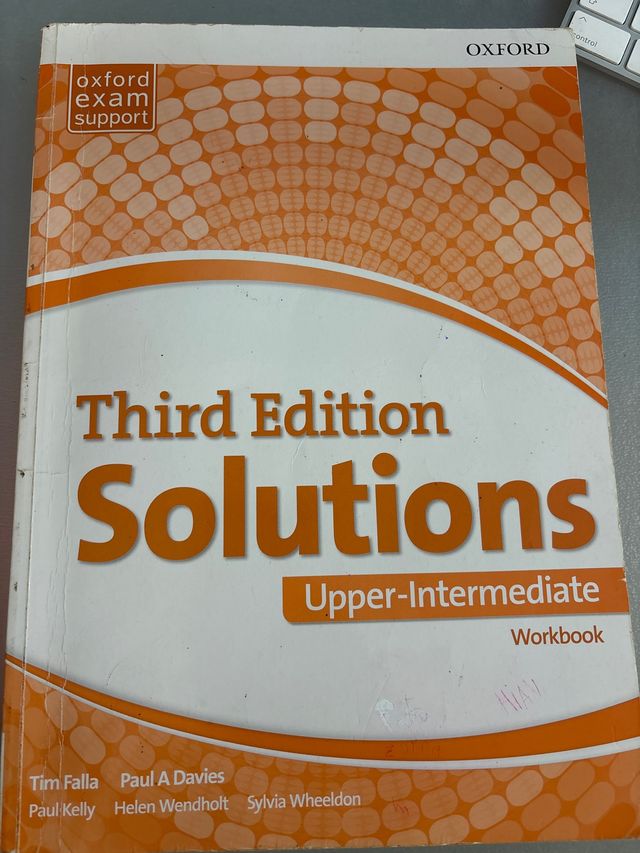 control
OXFORD
oxford
exam
support
Third Edition
Solutions
Upper-Intermediate
Workbook
Tim Falla Paul A Davies
Paul Kelly Helen Wendholt Sylvia Wheeldon